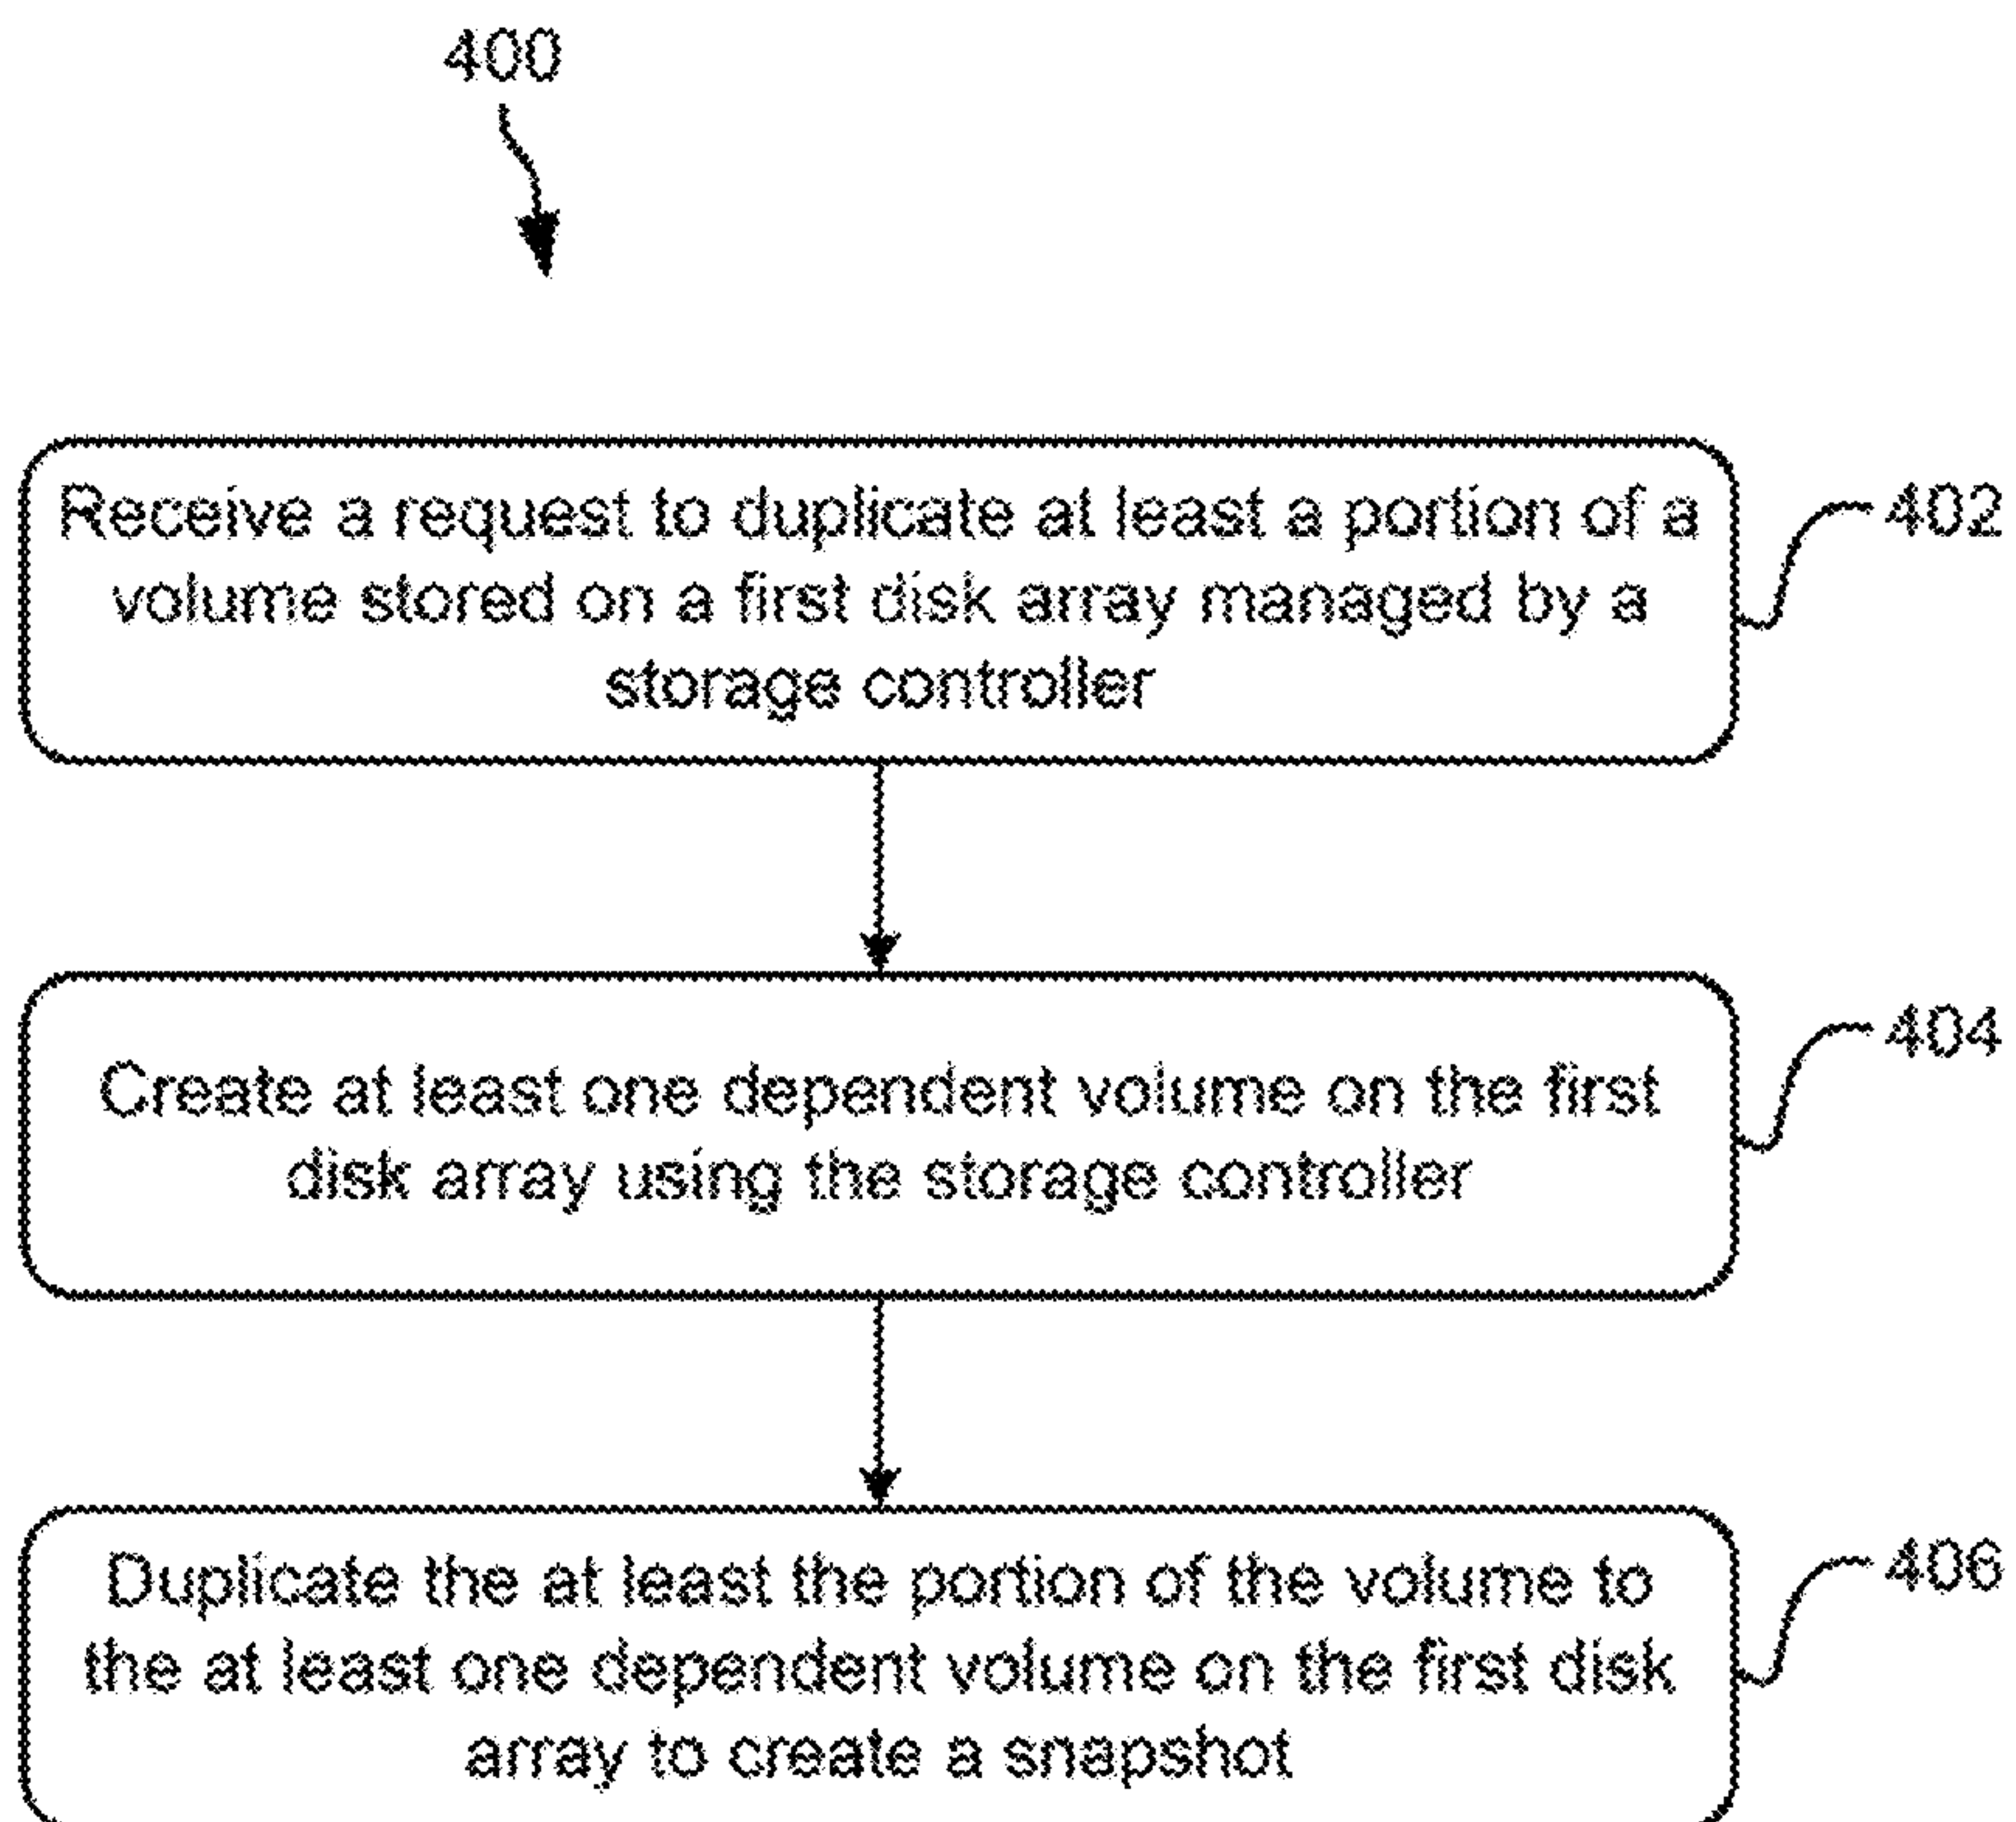 400
Receive a request to duplicate at least a portion of a
volume stored on a first disk array managed by a
storage controller
402
Create at least one dependent volume on the first
disk array using the storage controller
404
Duplicate the at least the portion of the volume to
the at least one dependent volume on the first disk
array to create a snapshot
406